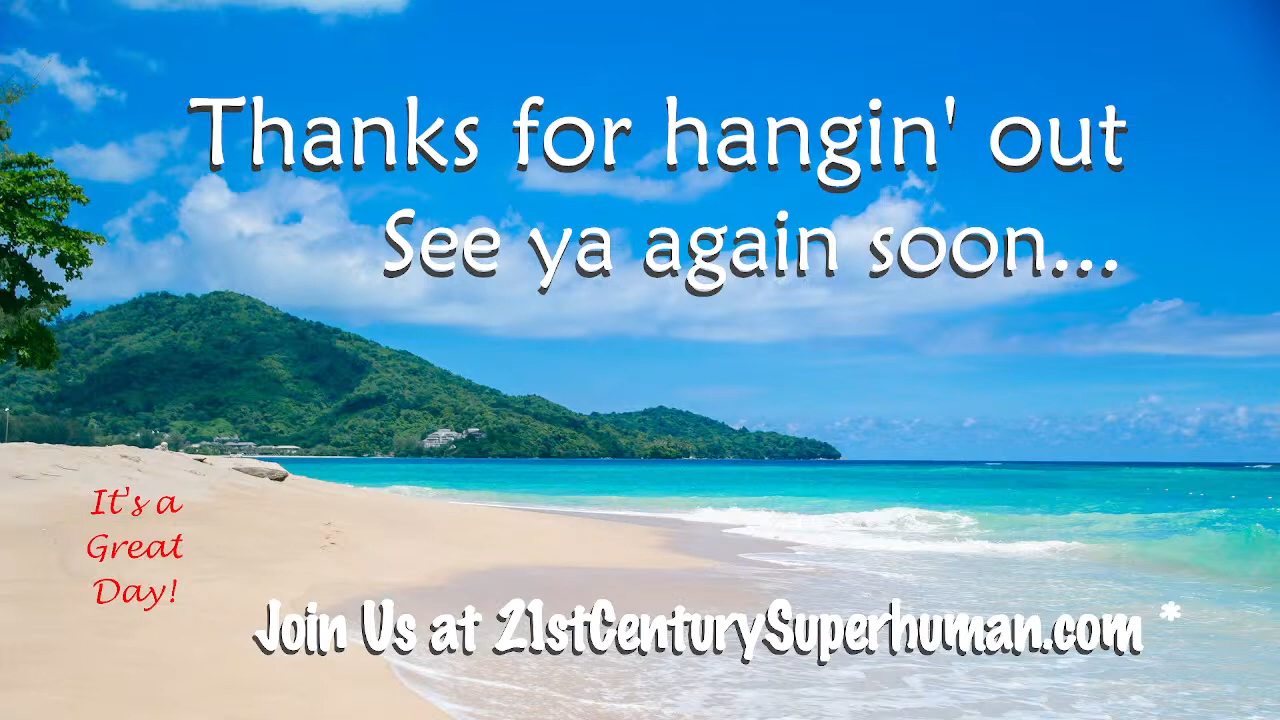 Thanks for hangin' out
See ya again soon...
It's a
Great
Day!
Join Us at 21stCenturySuperhuman.com *